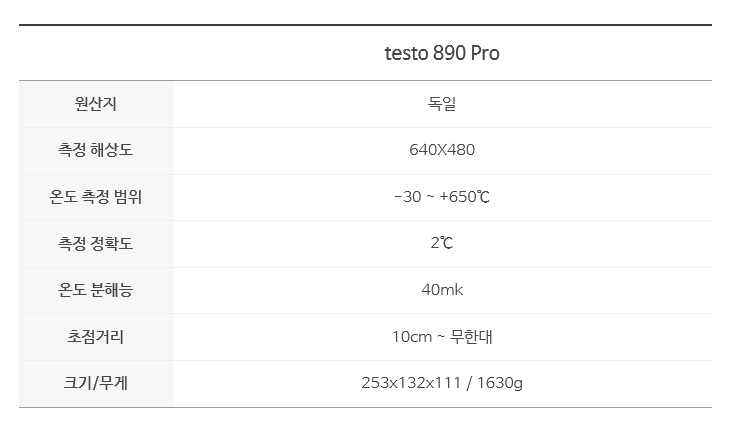 testo 890 Pro
원산지 독일
측정 해상도 640X480
온도 측정 범위 -30 ~ +650℃
측정 정확도 2℃
온도 분해능 40mk
초점거리 10cm ~ 무한대
크기/무게 253x132x111 / 1630g